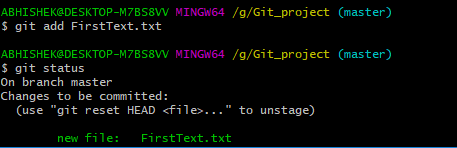 ABHISHEK@DESKTOP-M7BS8VV MINGW64 /g/Git_project (master)
$ git add FirstText.txt
ABHISHEK@DESKTOP-M7BS8VV MINGW64 /g/Git_project (master)
$ git status
On branch master
Changes to be committed:
  (use "git reset HEAD <file>..." to unstage)
        new file:   FirstText.txt